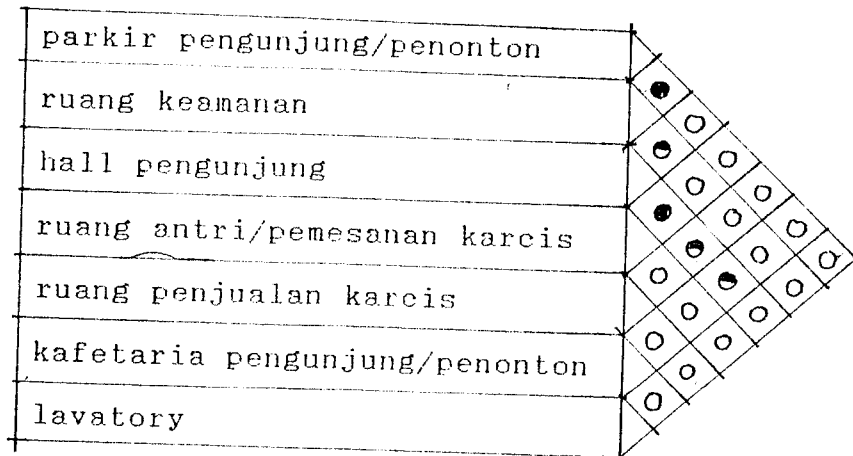 parkir pengunjung/penonton
ruang keamanan
hall pengunjung
ruang antri/pemesanan karcis
ruang penjualan karcis
kafetaria pengunjung/penonton
lavatory